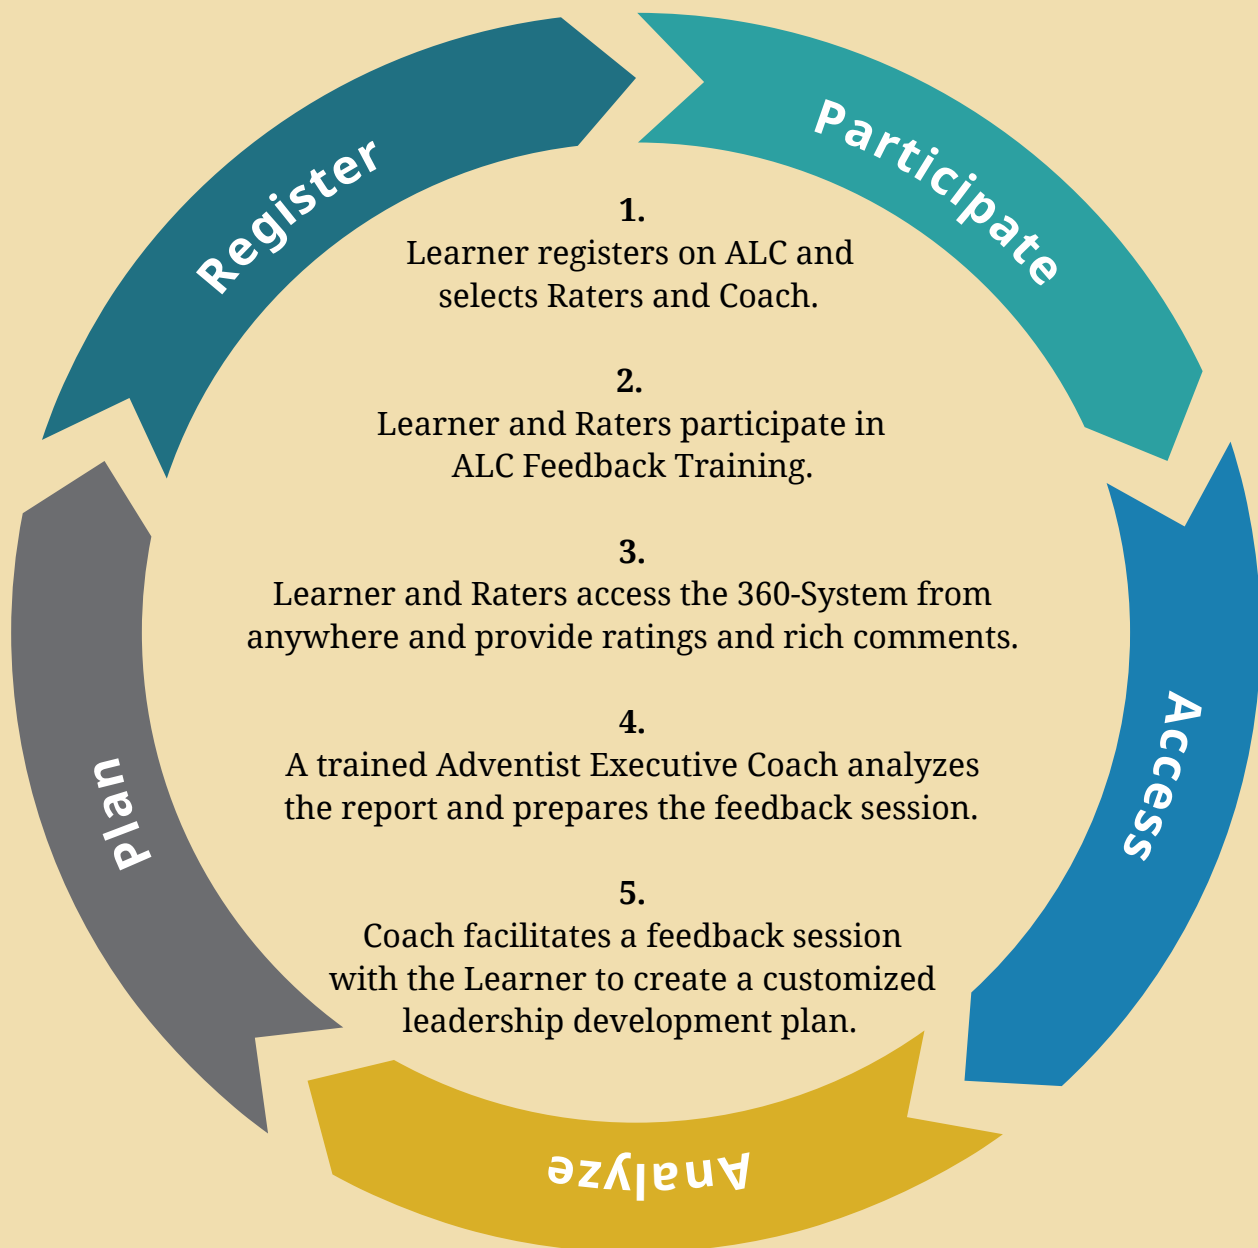 Register
Participate
1.
Learner registers on ALC and
selects Raters and Coach.
2.
Learner and Raters participate in
ALC Feedback Training.
3.
Learner and Raters access the 360-System from
anywhere and provide ratings and rich comments.
Access
4.
A trained Adventist Executive Coach analyzes
the report and prepares the feedback session.
Plan
5.
Coach facilitates a feedback session
with the Learner to create a customized
leadership development plan.
Analyze